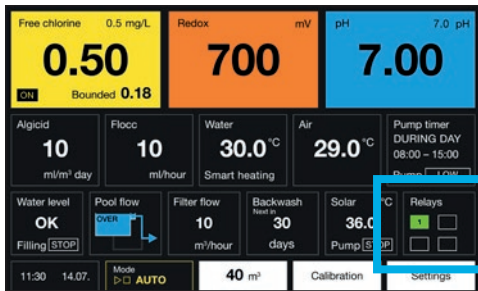 Free chlorine 0.5 mg/L
0.50
ON Bounded 0.18
Redox mV
700
pH 7.0 pH
7.00
Algicid
10
ml/m³ day
Flocc
10
ml/hour
Water
30.0 °C
Smart heating
Air
29.0 °C
Pump timer
DURING DAY
08:00 – 15:00
Pump LOW
Water level
OK
Filling STOP
Pool flow
OVER
Filter flow
10
m³/hour
Backwash
Next in
30
days
Solar °C
36.0
Pump STOP
Relays
1
11:30 14.07.
Mode
AUTO
40 m³
Calibration
Settings